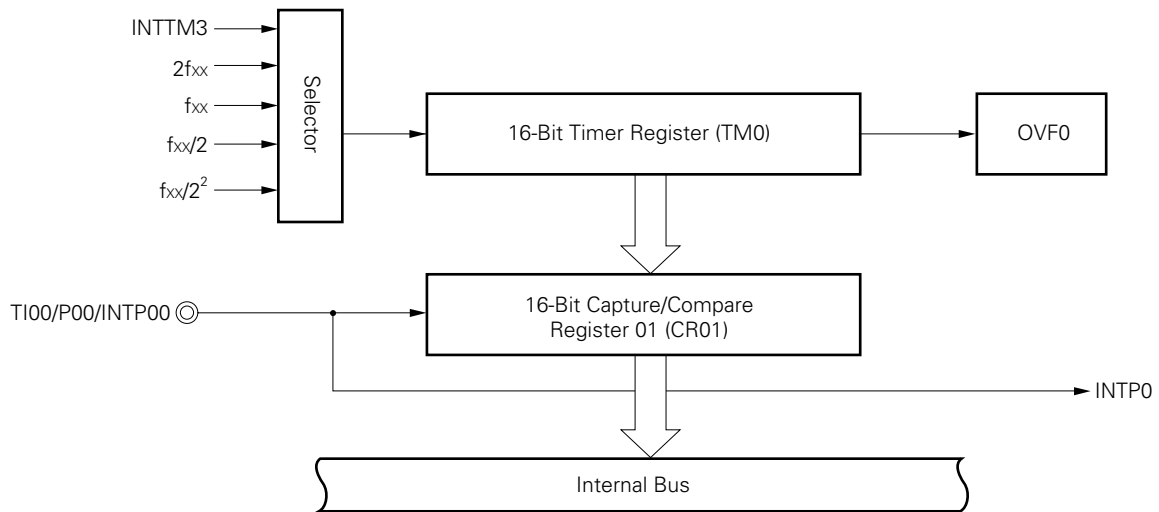 INTTM3
2fxx
fxx
fxx/2
fxx/2²
Selector
16-Bit Timer Register (TM0)
OVF0
TI00/P00/INTP00
16-Bit Capture/Compare
Register 01 (CR01)
INTP0
Internal Bus